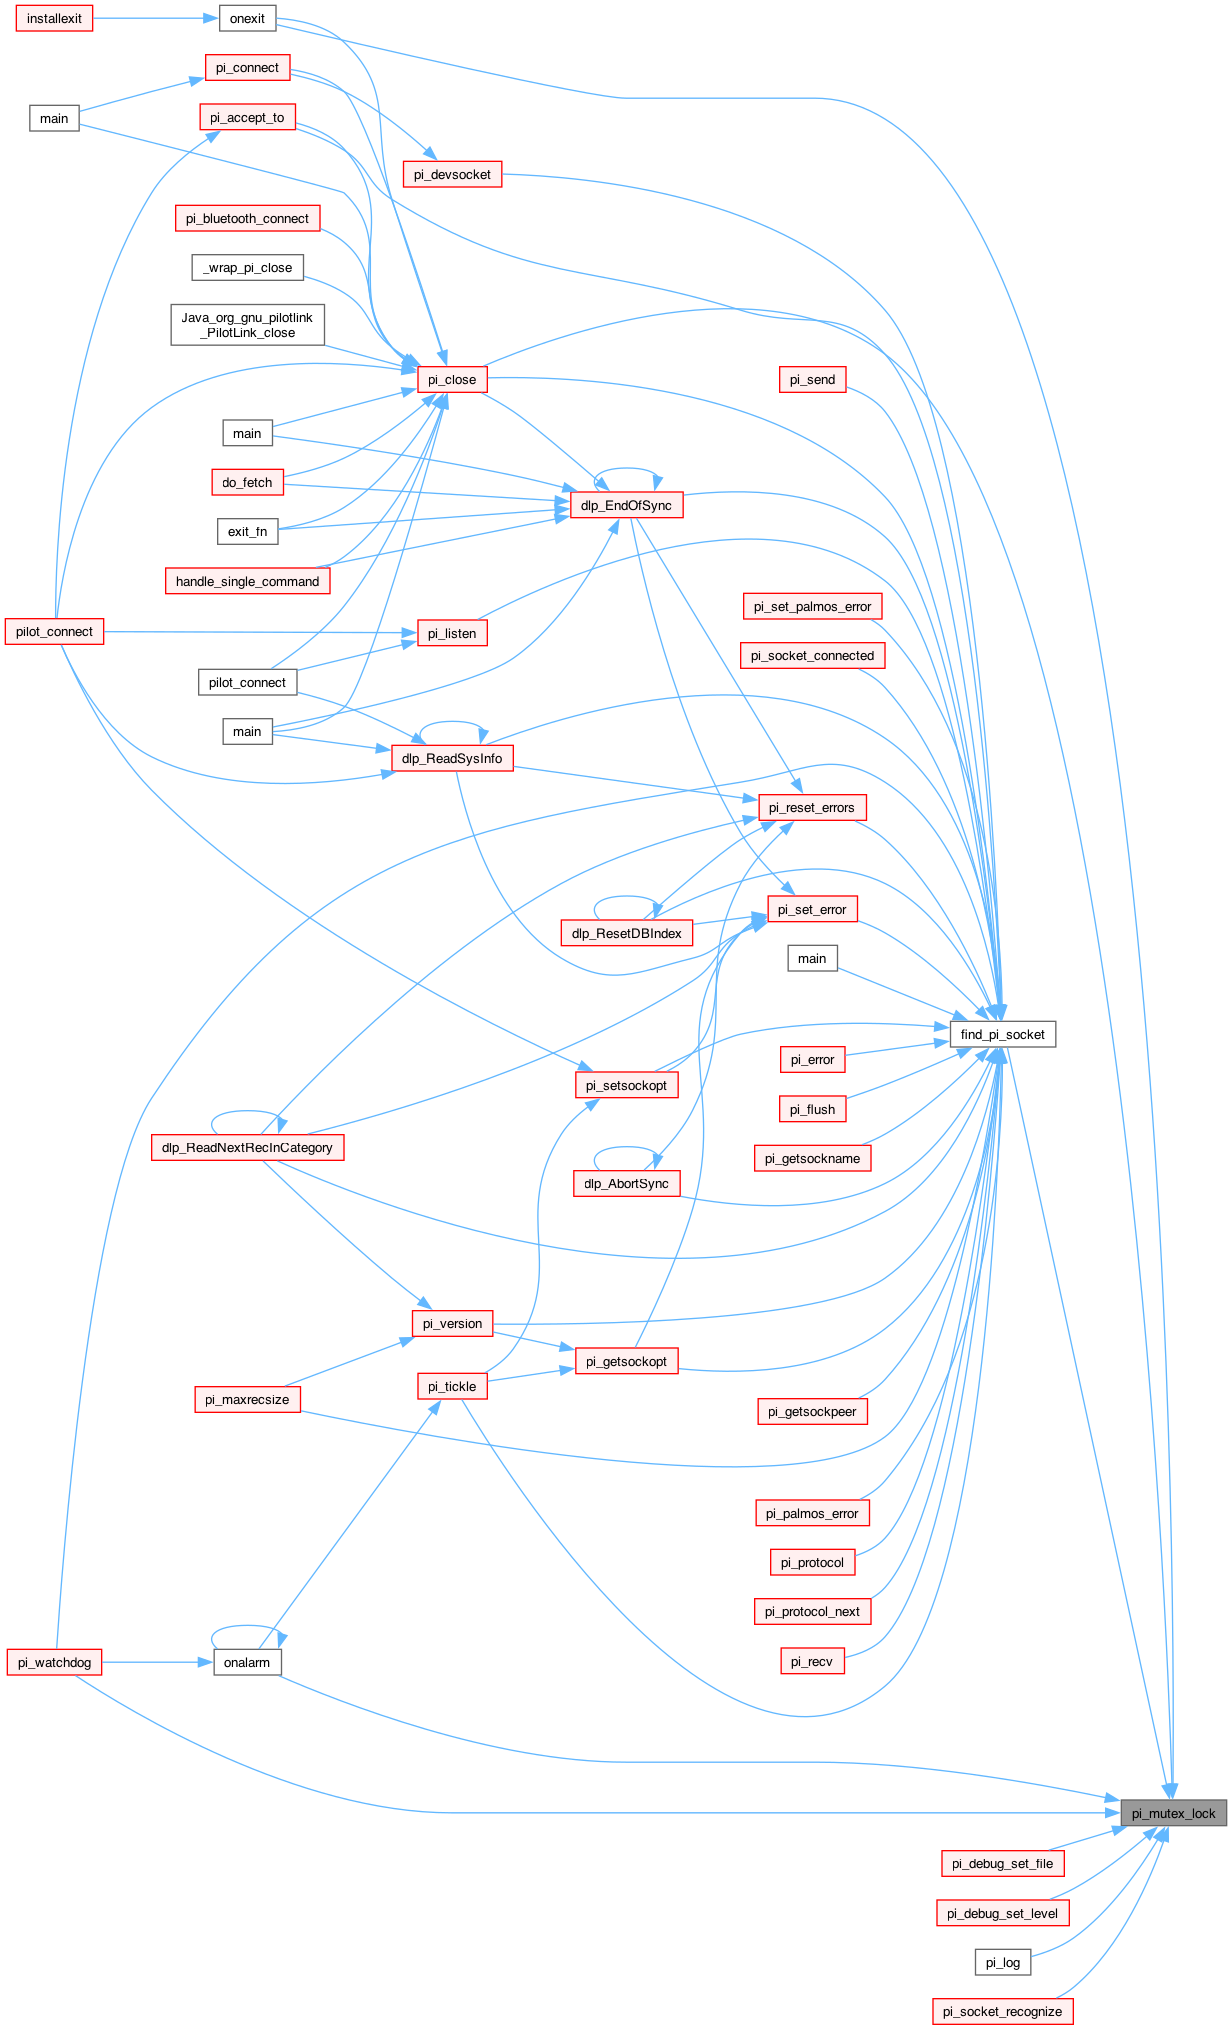 installexit
onexit
pi_connect
main
pi_accept_to
pi_devsocket
pi_bluetooth_connect
_wrap_pi_close
Java_org_gnu_pilotlink
_PilotLink_close
pi_close
pi_send
main
do_fetch
dlp_EndOfSync
exit_fn
handle_single_command
pi_set_palmos_error
pilot_connect
pi_listen
pi_socket_connected
pilot_connect
main
dlp_ReadSysInfo
pi_reset_errors
pi_set_error
dlp_ResetDBIndex
main
find_pi_socket
pi_error
pi_setsockopt
pi_flush
dlp_ReadNextRecInCategory
pi_getsockname
dlp_AbortSync
pi_version
pi_getsockopt
pi_tickle
pi_maxrecsize
pi_getsockpeer
pi_palmos_error
pi_protocol
pi_protocol_next
pi_recv
pi_watchdog
onalarm
pi_mutex_lock
pi_debug_set_file
pi_debug_set_level
pi_log
pi_socket_recognize